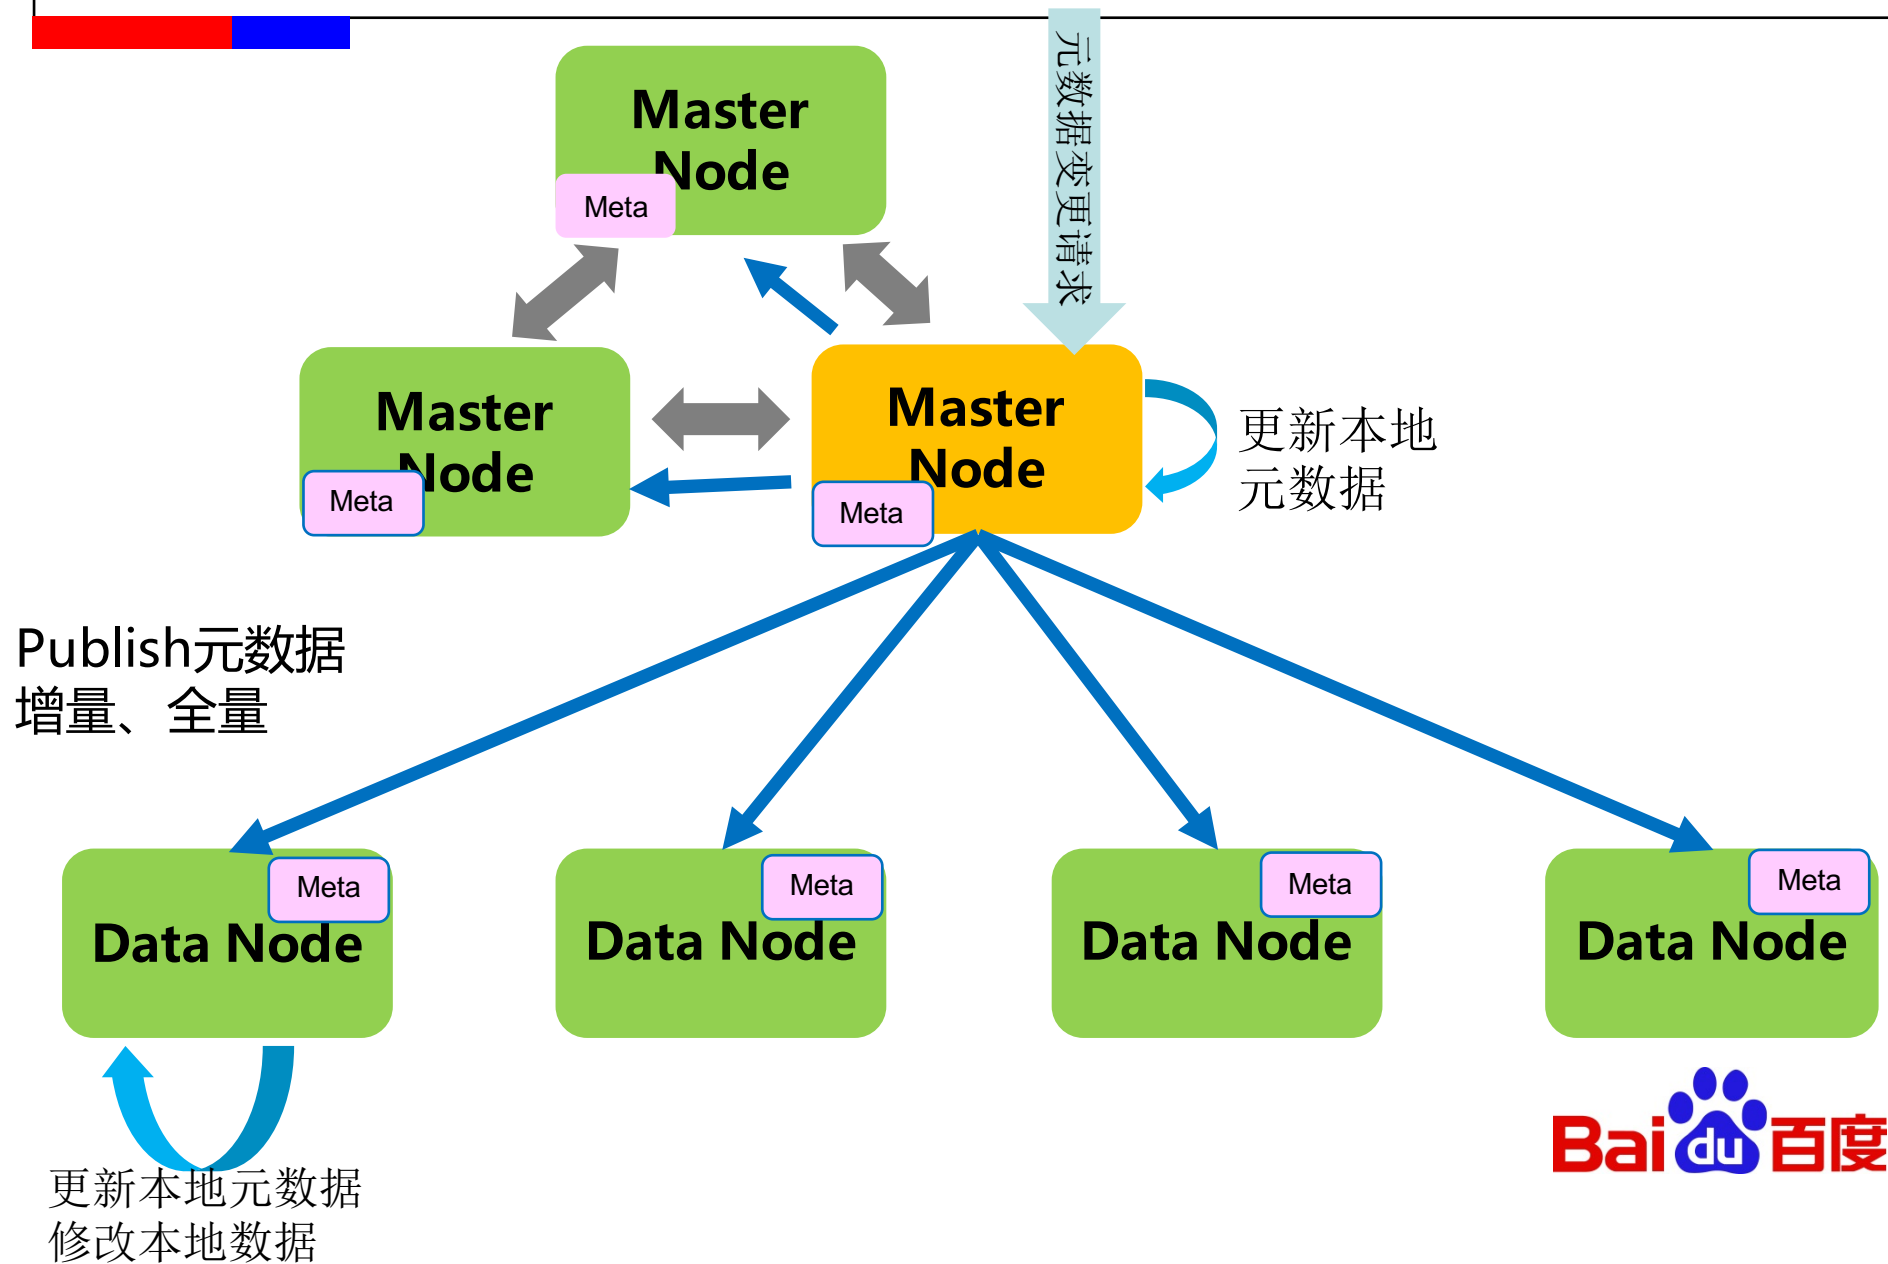 Master
Node
Meta
元数据变更请求
Master
Node
Meta
Master
Node
Meta
更新本地
元数据
Publish元数据
增量、全量
Meta
Data Node
Meta
Data Node
Meta
Data Node
Meta
Data Node
更新本地元数据
修改本地数据
Bai du 百度